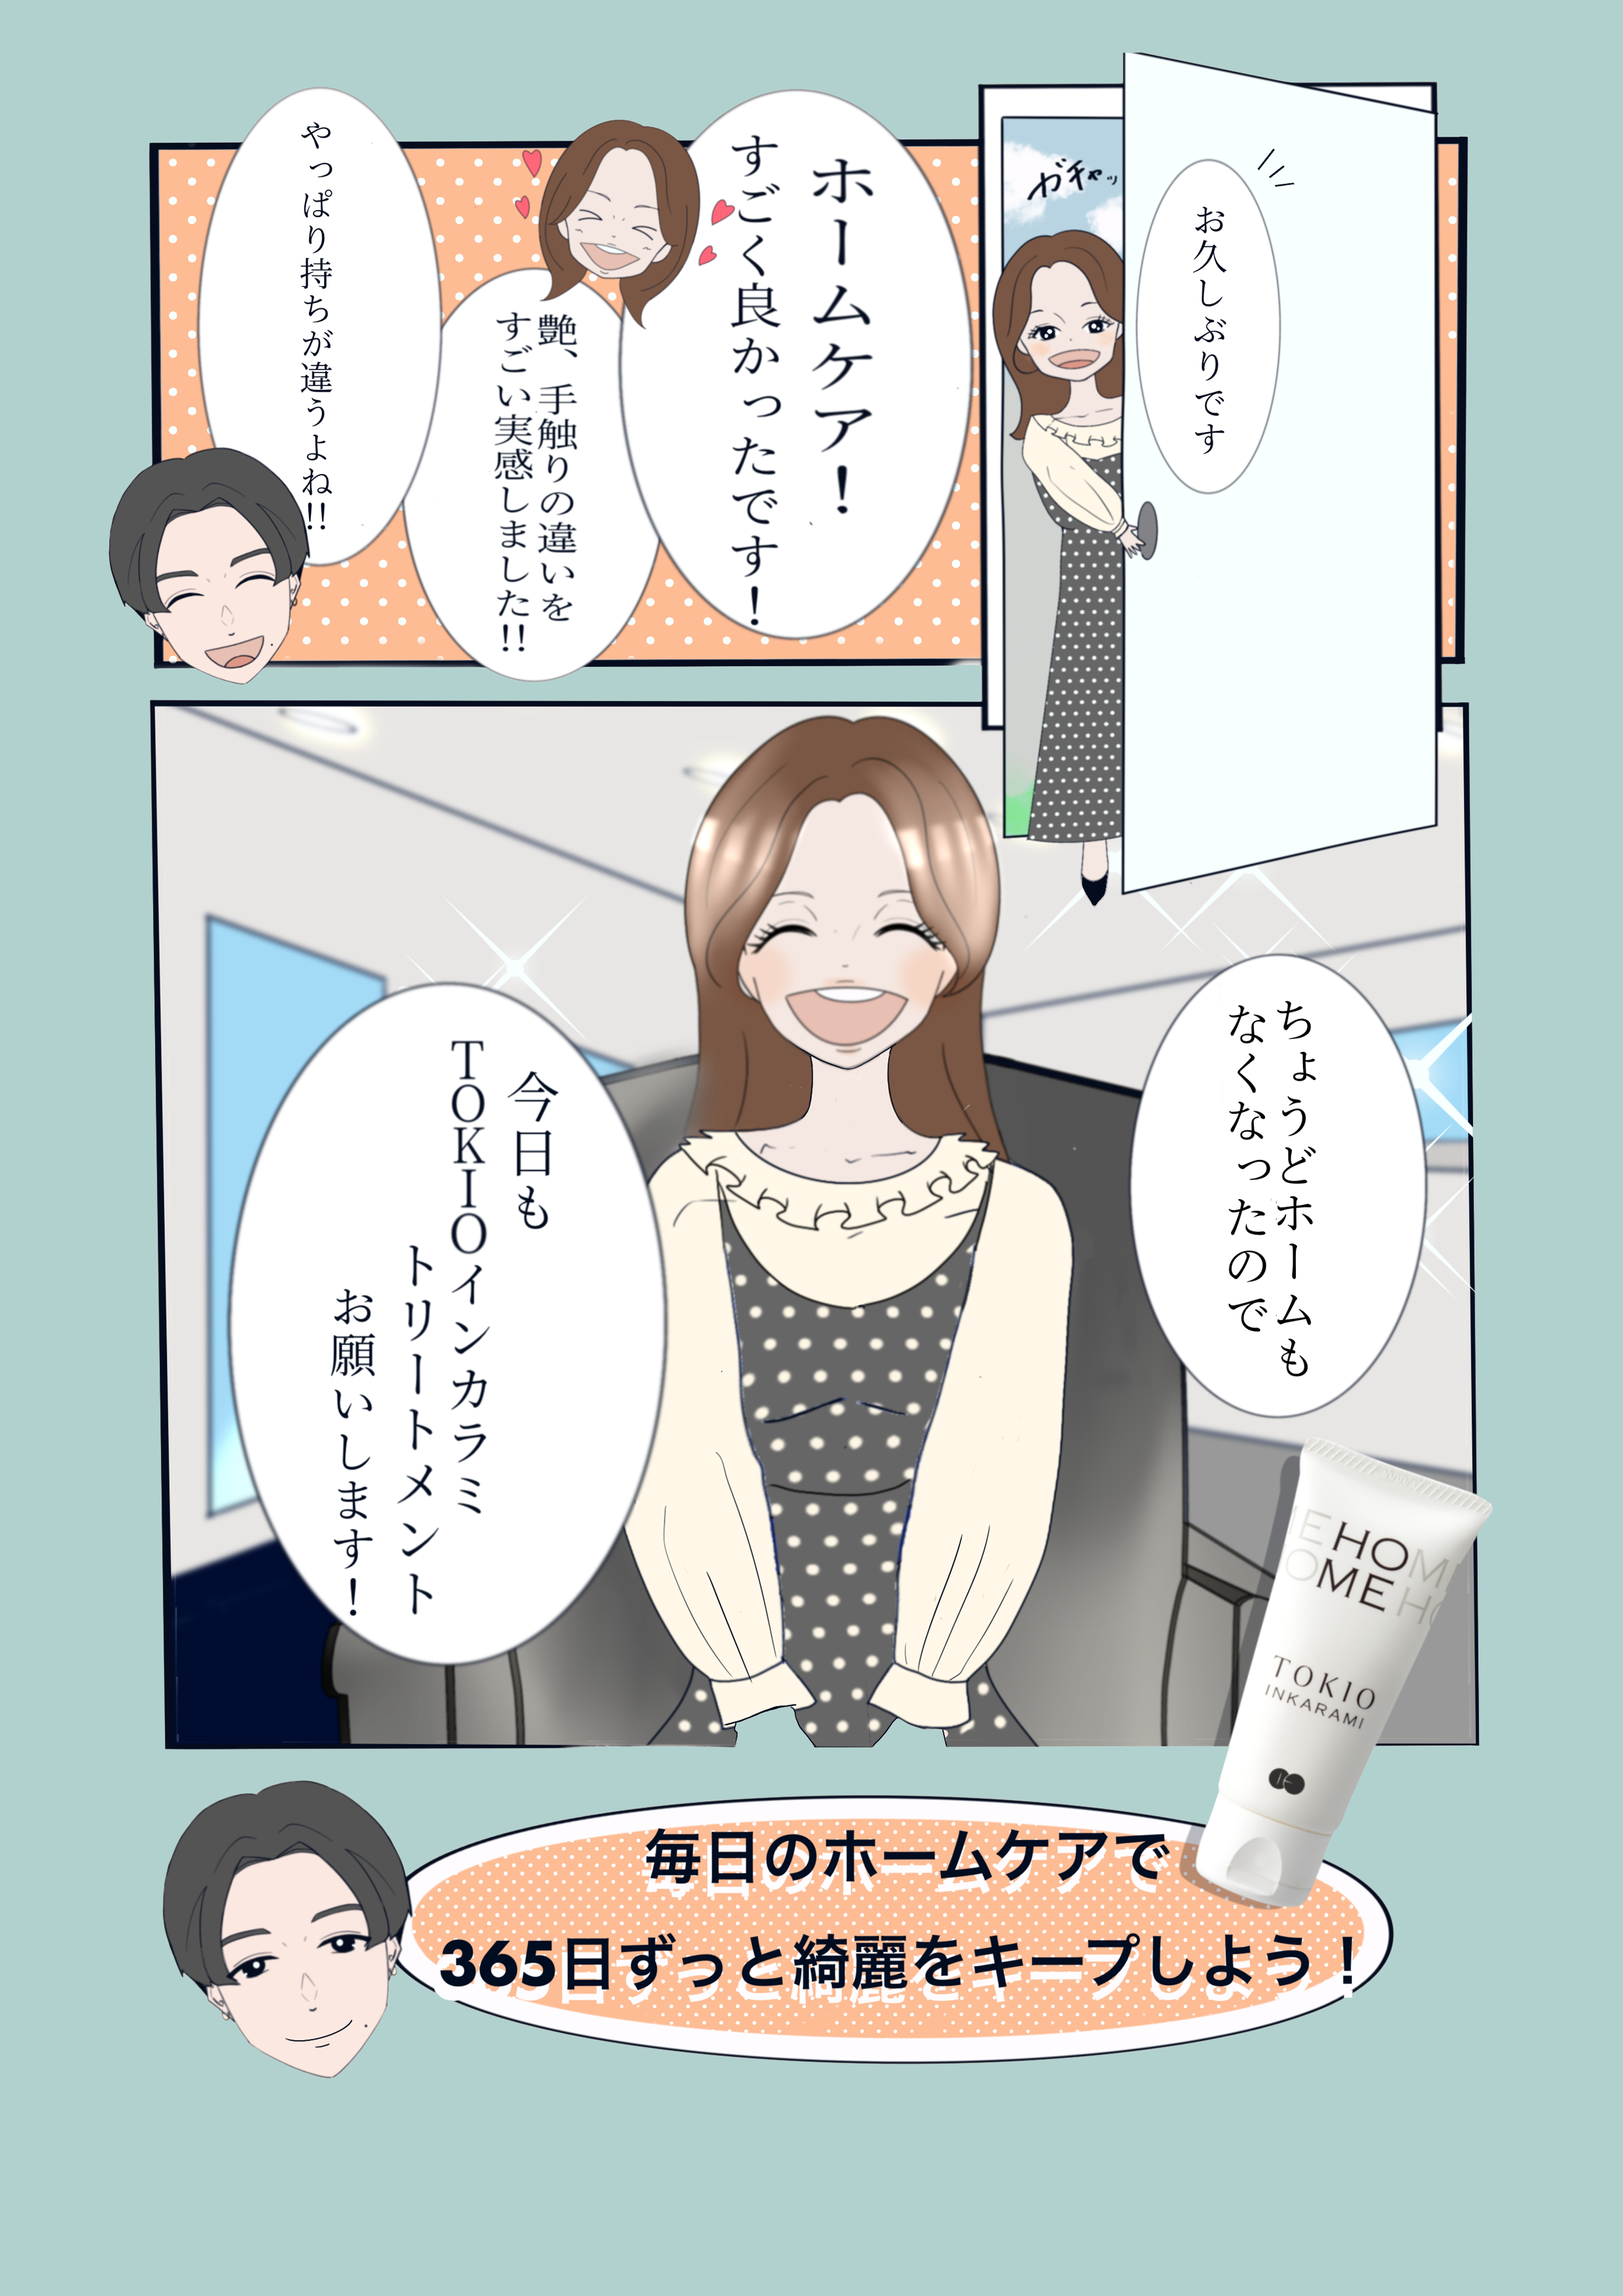 ガチャッ
お久しぶりです
ホームケア！
すごく良かったです！
艶、手触りの違いを
すごい実感しました!!
やっぱり持ちが違うよね!!
ちょうどホームも
なくなったので
今日も
TOKIOインカラミ
トリートメント
お願いします！
E HOM
OME HO
TOKIO
INKARAMI
毎日のホームケアで
365日ずっと綺麗をキープしよう！